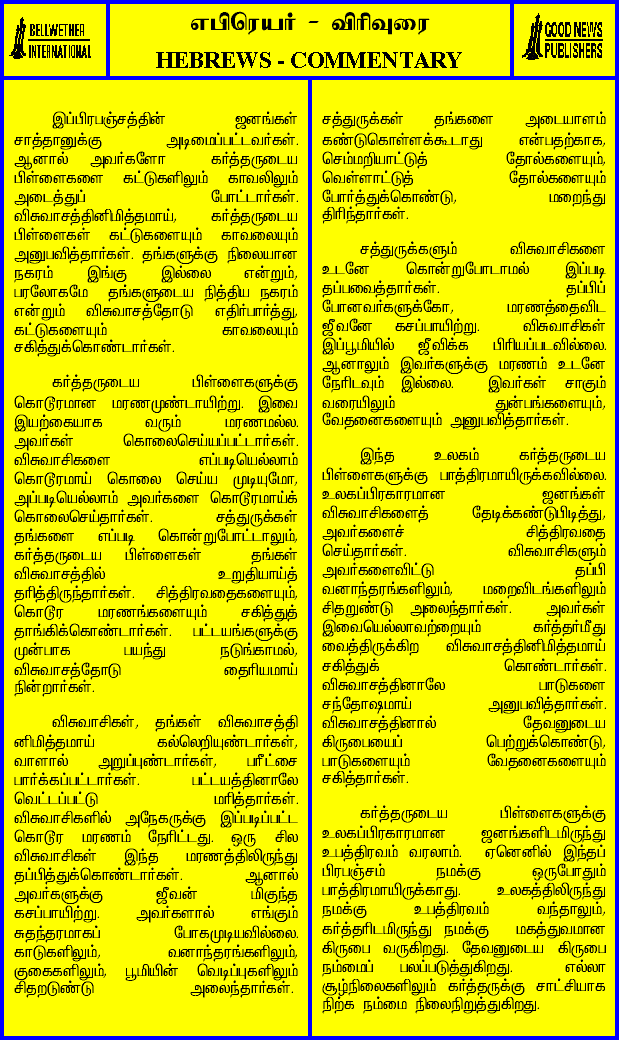 BELLWETHER
INTERNATIONAL
எபிரெயர் - விரிவுரை
HEBREWS - COMMENTARY
GOOD NEWS
PUBLISHERS
இப்பிரபஞ்சத்தின் ஜனங்கள்
சாத்தானுக்கு அடிமைப்பட்டவர்கள்.
ஆனால் அவர்களோ கர்த்தருடைய
பிள்ளைகளை கட்டுகளிலும் காவலிலும்
அடைத்துப் போட்டார்கள்.
விசுவாசத்தினிமித்தமாய், கர்த்தருடைய
பிள்ளைகள் கட்டுகளையும் காவலையும்
அனுபவித்தார்கள். தங்களுக்கு நிலையான
நகரம் இங்கு இல்லை என்றும்,
பரலோகமே தங்களுடைய நித்திய நகரம்
என்றும் விசுவாசத்தோடு எதிர்பார்த்து,
கட்டுகளையும் காவலையும்
சகித்துக்கொண்டார்கள்.
கர்த்தருடைய பிள்ளைகளுக்கு
கொடூரமான மரணமுண்டாயிற்று. இவை
இயற்கையாக வரும் மரணமல்ல.
அவர்கள் கொலைசெய்யப்பட்டார்கள்.
விசுவாசிகளை எப்படியெல்லாம்
கொடூரமாய் கொலை செய்ய முடியுமோ,
அப்படியெல்லாம் அவர்களை கொடூரமாய்க்
கொலைசெய்தார்கள். சத்துருக்கள்
தங்களை எப்படி கொன்றுபோட்டாலும்,
கர்த்தருடைய பிள்ளைகள் தங்கள்
விசுவாசத்தில் உறுதியாய்த்
தரித்திருந்தார்கள். சித்திரவதைகளையும்,
கொடூர மரணங்களையும் சகித்துத்
தாங்கிக்கொண்டார்கள். பட்டயங்களுக்கு
முன்பாக பயந்து நடுங்காமல்,
விசுவாசத்தோடு தைரியமாய்
நின்றார்கள்.
விசுவாசிகள், தங்கள் விசுவாசத்தி
னிமித்தமாய் கல்லெறியுண்டார்கள்,
வாளால் அறுப்புண்டார்கள், பரீட்சை
பார்க்கப்பட்டார்கள். பட்டயத்தினாலே
வெட்டப்பட்டு மரித்தார்கள்.
விசுவாசிகளில் அநேகருக்கு இப்படிப்பட்ட
கொடூர மரணம் நேரிட்டது. ஒரு சில
விசுவாசிகள் இந்த மரணத்திலிருந்து
தப்பித்துக்கொண்டார்கள். ஆனால்
அவர்களுக்கு ஜீவன் மிகுந்த
கசப்பாயிற்று. அவர்களால் எங்கும்
சுதந்தரமாகப் போகமுடியவில்லை.
காடுகளிலும், வனாந்தரங்களிலும்,
குகைகளிலும், பூமியின் வெடிப்புகளிலும்
சிதறடுண்டு அலைந்தார்கள்.
சத்துருக்கள் தங்களை அடையாளம்
கண்டுகொள்ளக்கூடாது என்பதற்காக,
செம்மறியாட்டுத் தோல்களையும்,
வெள்ளாட்டுத் தோல்களையும்
போர்த்துக்கொண்டு, மறைந்து
திரிந்தார்கள்.
சத்துருக்களும் விசுவாசிகளை
உடனே கொன்றுபோடாமல் இப்படி
தப்பவைத்தார்கள். தப்பிப்
போனவர்களுக்கோ, மரணத்தைவிட
ஜீவனே கசப்பாயிற்று. விசுவாசிகள்
இப்பூமியில் ஜீவிக்க பிரியப்படவில்லை.
ஆனாலும் இவர்களுக்கு மரணம் உடனே
நேரிடவும் இல்லை. இவர்கள் சாகும்
வரையிலும் துன்பங்களையும்,
வேதனைகளையும் அனுபவித்தார்கள்.
இந்த உலகம் கர்த்தருடைய
பிள்ளைகளுக்கு பாத்திரமாயிருக்கவில்லை.
உலகப்பிரகாரமான ஜனங்கள்
விசுவாசிகளைத் தேடிக்கண்டுபிடித்து,
அவர்களைச் சித்திரவதை
செய்தார்கள். விசுவாசிகளும்
அவர்களைவிட்டு தப்பி
வனாந்தரங்களிலும், மறைவிடங்களிலும்
சிதறுண்டு அலைந்தார்கள். அவர்கள்
இவையெல்லாவற்றையும் கர்த்தர்மீது
வைத்திருக்கிற விசுவாசத்தினிமித்தமாய்
சகித்துக் கொண்டார்கள்.
விசுவாசத்தினாலே பாடுகளை
சந்தோஷமாய் அனுபவித்தார்கள்.
விசுவாசத்தினால் தேவனுடைய
கிருபையைப் பெற்றுக்கொண்டு,
பாடுகளையும் வேதனைகளையும்
சகித்தார்கள்.
கர்த்தருடைய பிள்ளைகளுக்கு
உலகப்பிரகாரமான ஜனங்களிடமிருந்து
உபத்திரவம் வரலாம். ஏனெனில் இந்தப்
பிரபஞ்சம் நமக்கு ஒருபோதும்
பாத்திரமாயிருக்காது. உலகத்திலிருந்து
நமக்கு உபத்திரவம் வந்தாலும்,
கர்த்தரிடமிருந்து நமக்கு மகத்துவமான
கிருபை வருகிறது. தேவனுடைய கிருபை
நம்மைப் பலப்படுத்துகிறது. எல்லா
சூழ்நிலைகளிலும் கர்த்தருக்கு சாட்சியாக
நிற்க நம்மை நிலைநிறுத்துகிறது.